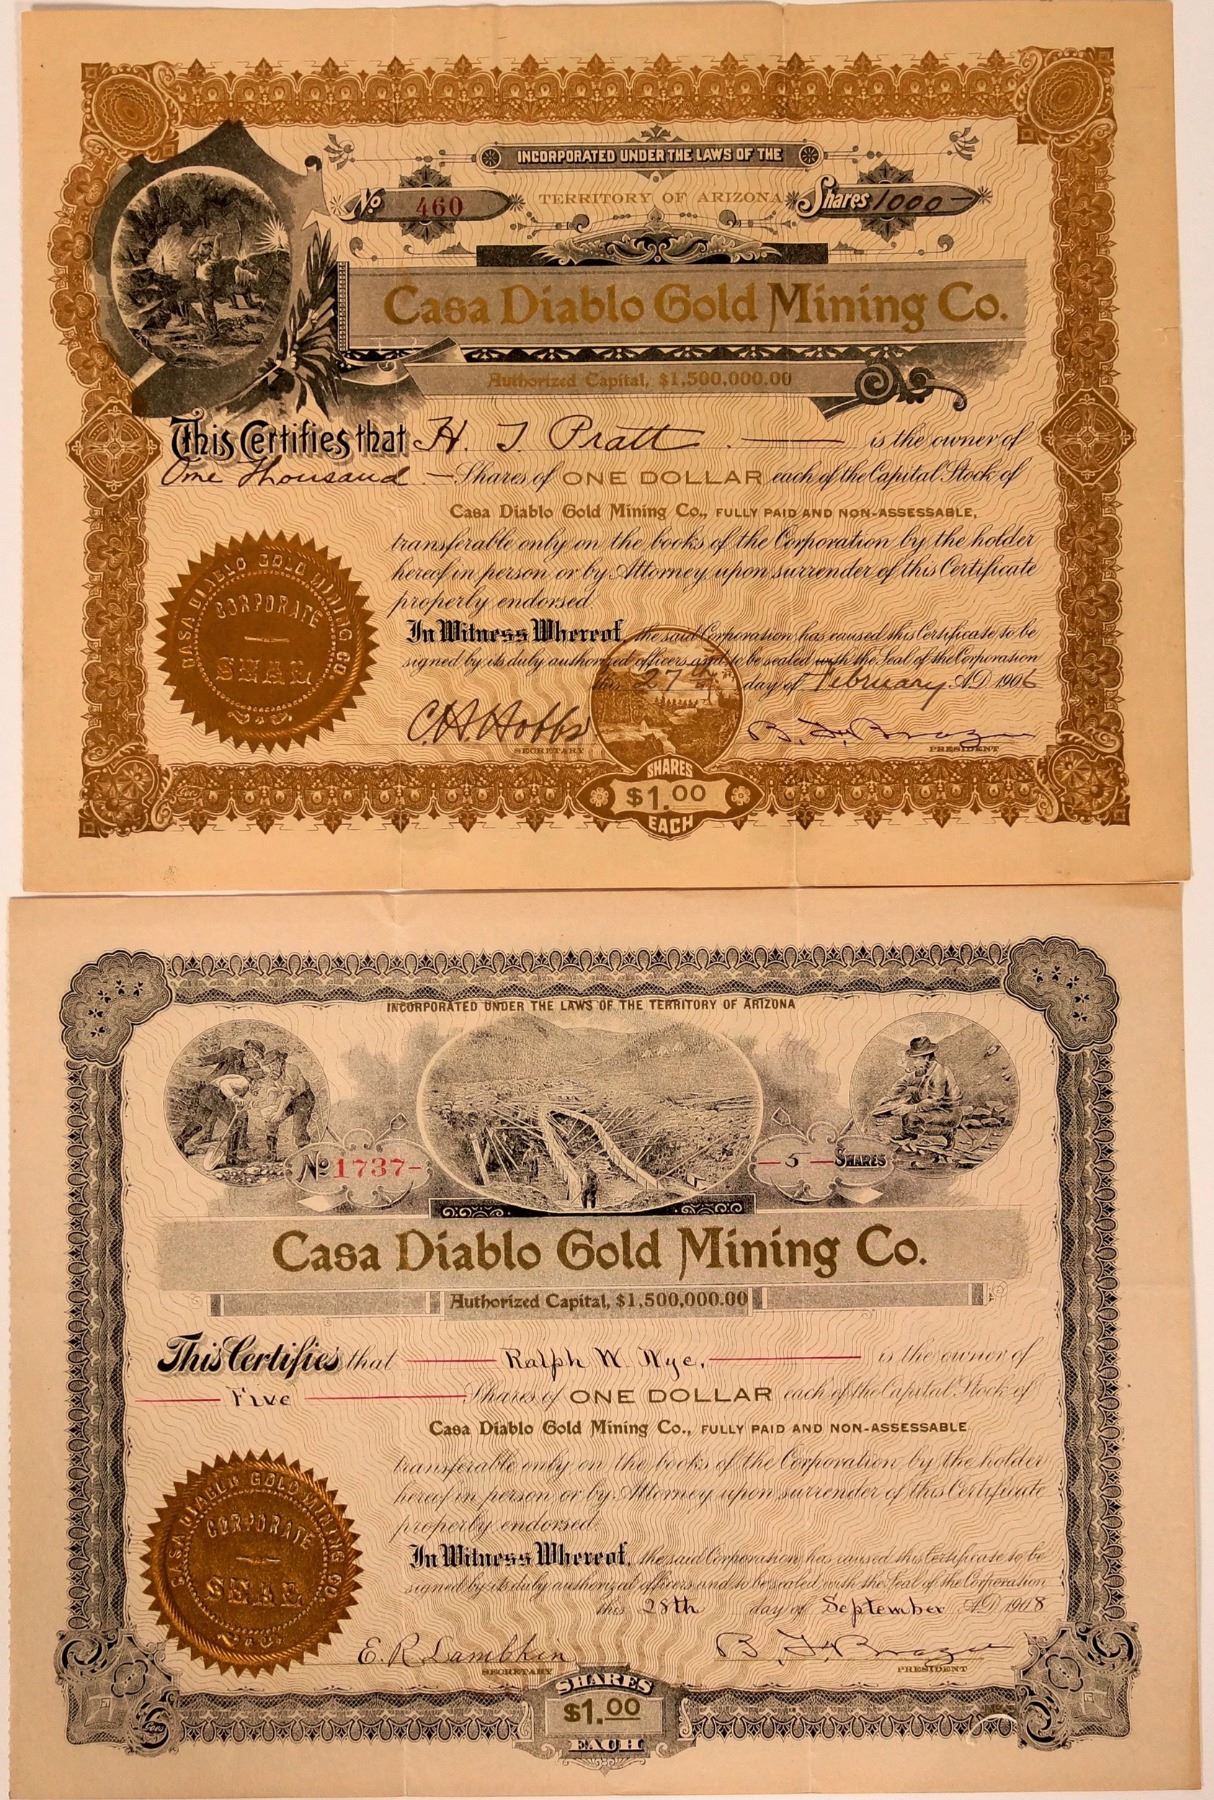 INCORPORATED UNDER THE LAWS OF THE
TERRITORY OF ARIZONA
No 460
Shares 1000
Casa Diablo Gold Mining Co.
Authorized Capital, $1,500,000.00
This Certifies that H. J. Pratt is the owner of
One Thousand Shares of ONE DOLLAR each of the Capital Stock of
Casa Diablo Gold Mining Co., FULLY PAID AND NON-ASSESSABLE,
transferable only on the books of the Corporation by the holder
hereof in person or by Attorney upon surrender of this Certificate
properly endorsed.
In Witness Whereof, the said Corporation has caused this Certificate to be
signed by its duly authorized officers and to be sealed with the Seal of the Corporation
this 27th day of February A.D. 1906
CASA DIABLO GOLD MINING CO.
CORPORATE
SEAL
C. H. Hobbs
SECRETARY
PRESIDENT
SHARES
$1.00
EACH
INCORPORATED UNDER THE LAWS OF THE TERRITORY OF ARIZONA
No 1737-
-5- SHARES
Casa Diablo Gold Mining Co.
Authorized Capital, $1,500,000.00
This Certifies that Ralph W. Nye, is the owner of
Five Shares of ONE DOLLAR each of the Capital Stock of
Casa Diablo Gold Mining Co., FULLY PAID AND NON-ASSESSABLE
transferable only on the books of the Corporation by the holder
hereof in person or by Attorney upon surrender of this Certificate
properly endorsed.
In Witness Whereof, the said Corporation has caused this Certificate to be
signed by its duly authorized officers and to be sealed with the Seal of the Corporation
this 28th day of September A.D. 1908
CASA DIABLO GOLD MINING CO.
CORPORATE
SEAL
E. R. Lambkin
SECRETARY
PRESIDENT
SHARES
$1.00
EACH